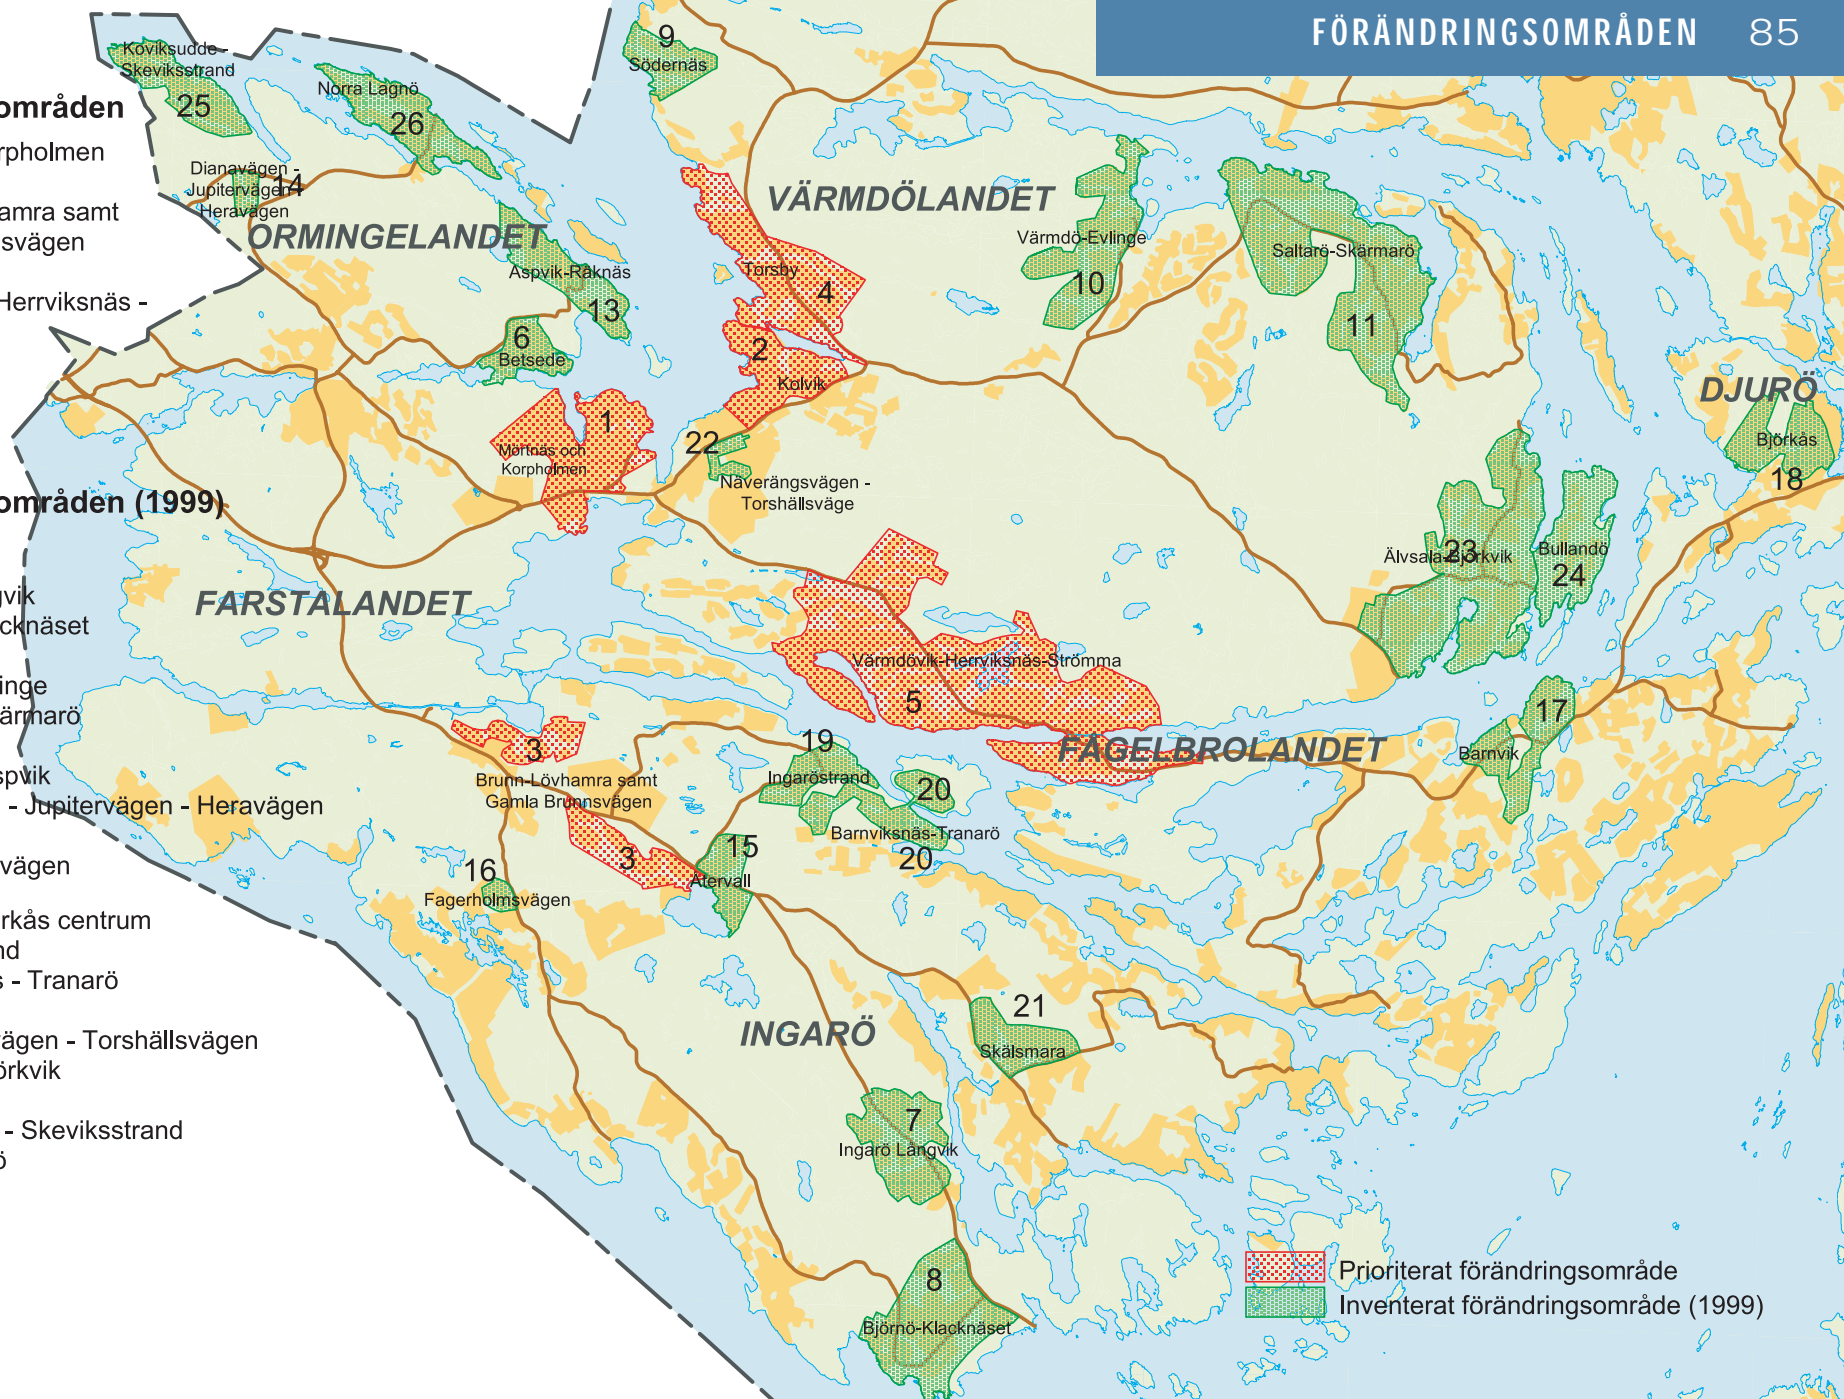 FÖRÄNDRINGSOMRÅDEN 85
områden
rpholmen
amra samt
svägen
Herrviksnäs -
områden (1999)
gvik
cknäset
inge
ärmarö
spvik
- Jupitervägen - Heravägen
vägen
rkås centrum
nd
s - Tranarö
vägen - Torshällsvägen
örkvik
- Skeviksstrand
ö
Koviksudde -
Skeviksstrand
25
Norra Lagnö
26
9
Södernäs
Dianavägen -
Jupitervägen
Heravägen
14
ORMINGELANDET
VÄRMDÖLANDET
Värmdö-Evlinge
10
Saltarö-Skärmarö
11
Aspvik-Räknäs
13
Torsby
4
6
Betsede
2
Kolvik
DJURÖ
Björkås
18
1
Mörtnäs och
Korpholmen
22
Näverängsvägen -
Torshällsväge
Älvsala-Björkvik
23
Bullandö
24
FARSTALANDET
Värmdövik-Herrviksnäs-Strömma
5
17
Barnvik
FÅGELBROLANDET
3
Brunn-Lövhamra samt
Gamla Brunnsvägen
3
19
Ingaröstrand
20
Barnviksnäs-Tranarö
20
15
Återvall
16
Fagerholmsvägen
21
Skälsmara
INGARÖ
7
Ingarö Långvik
8
Björnö-Klacknäset
Prioriterat förändringsområde
Inventerat förändringsområde (1999)